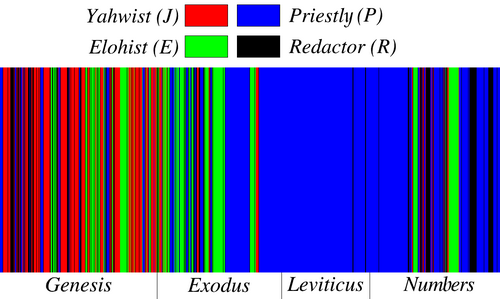 Yahwist (J) Priestly (P)
Elohist (E) Redactor (R)
Genesis Exodus Leviticus Numbers